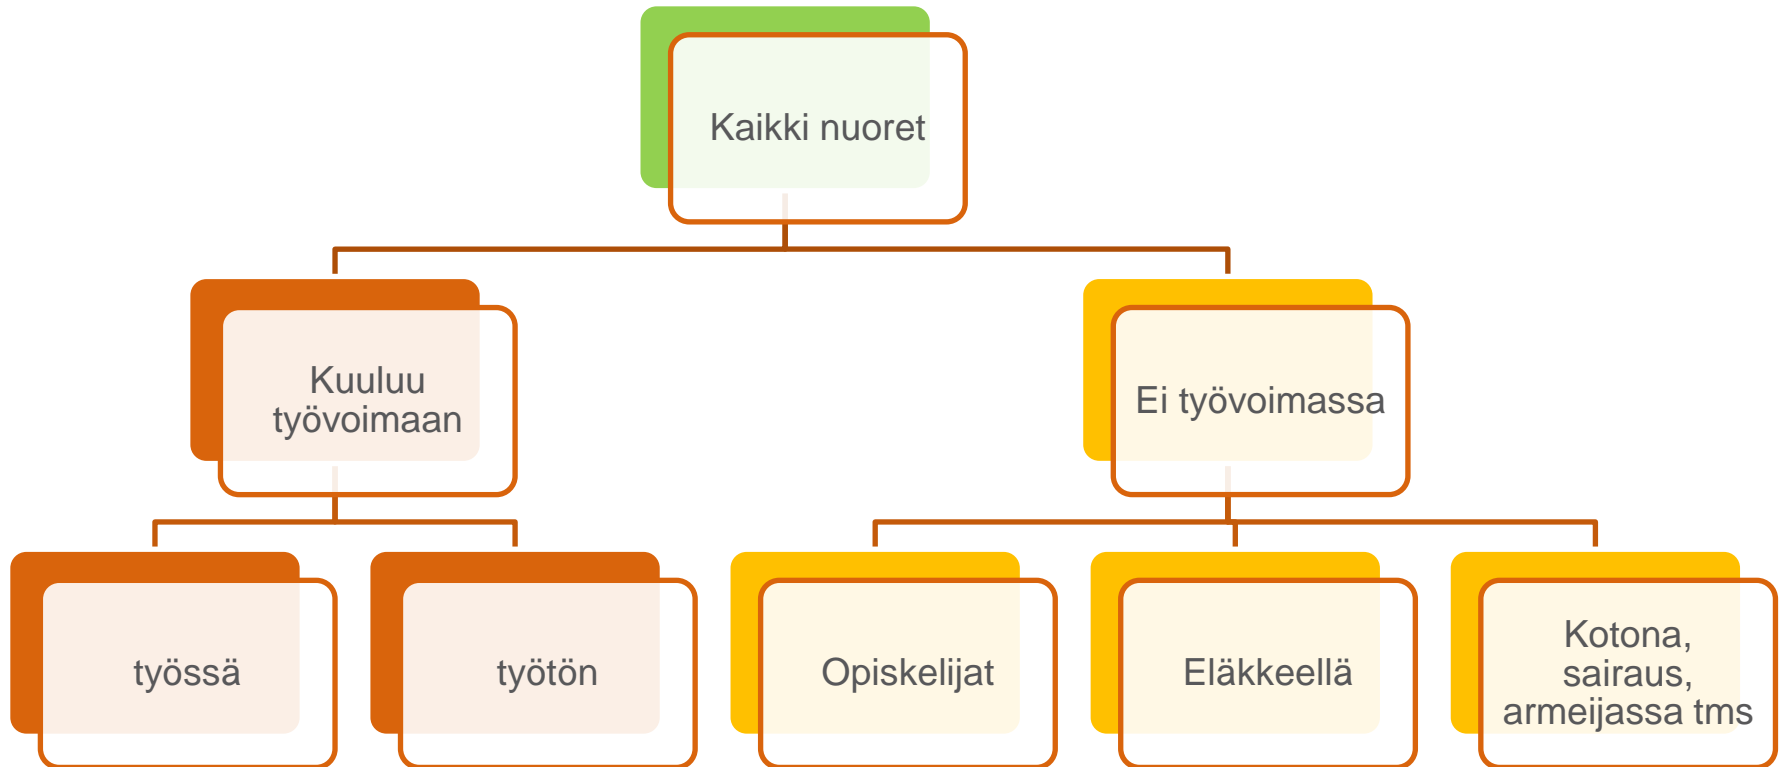 Kaikki nuoret
Kuuluu
työvoimaan
Ei työvoimassa
työssä
työtön
Opiskelijat
Eläkkeellä
Kotona,
sairaus,
armeijassa tms